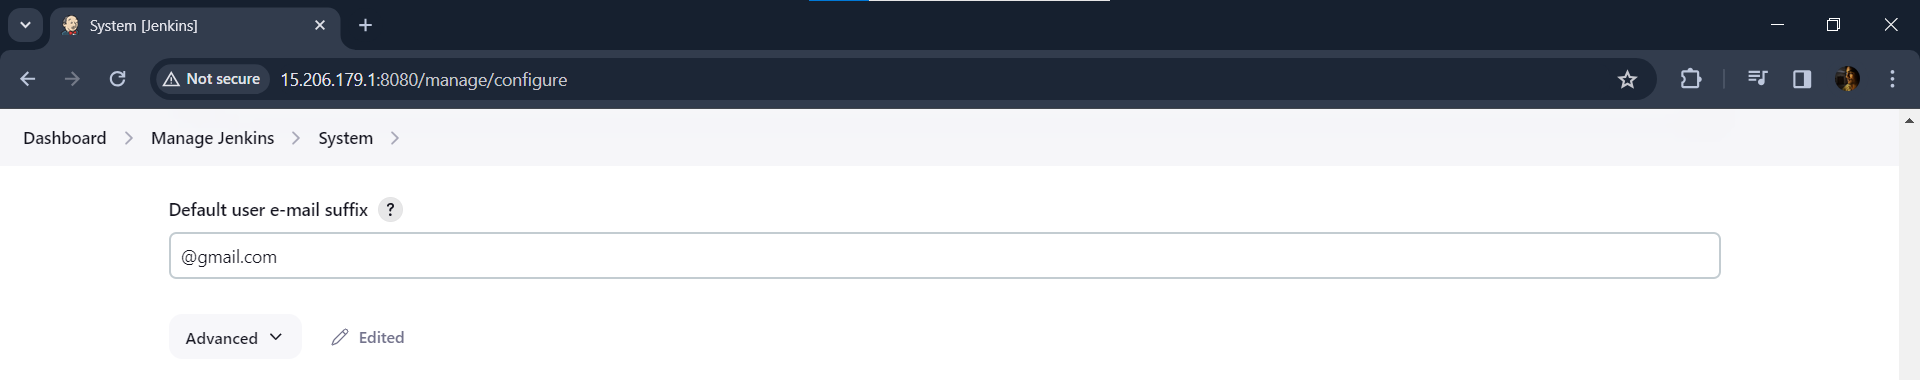 System [Jenkins]
Not secure 15.206.179.1:8080/manage/configure
Dashboard Manage Jenkins System
Default user e-mail suffix ?
@gmail.com
Advanced Edited